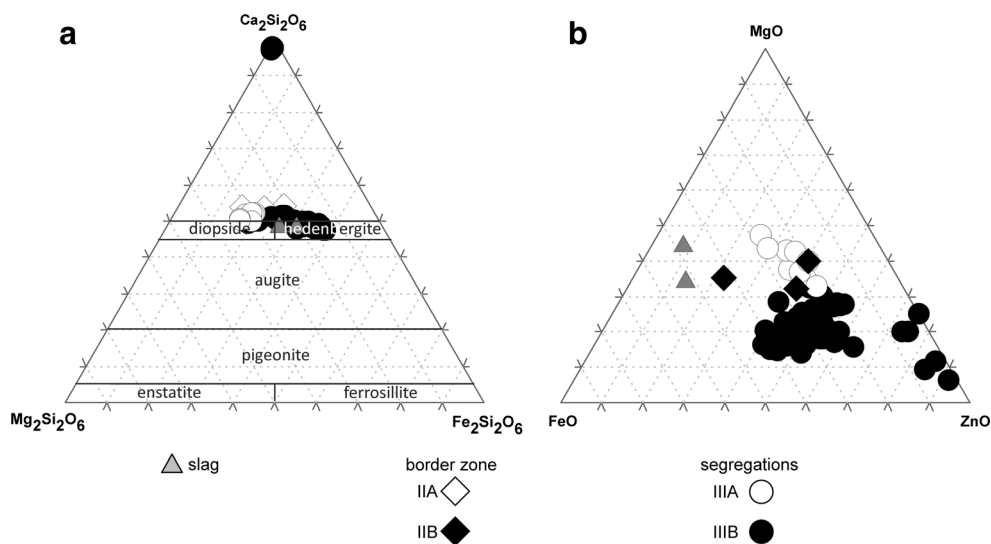 a
Ca2Si2O6
diopside hedenbergite
augite
pigeonite
enstatite ferrosillite
Mg2Si2O6 Fe2Si2O6
b
MgO
FeO ZnO
slag
border zone
IIA
IIB
segregations
IIIA
IIIB